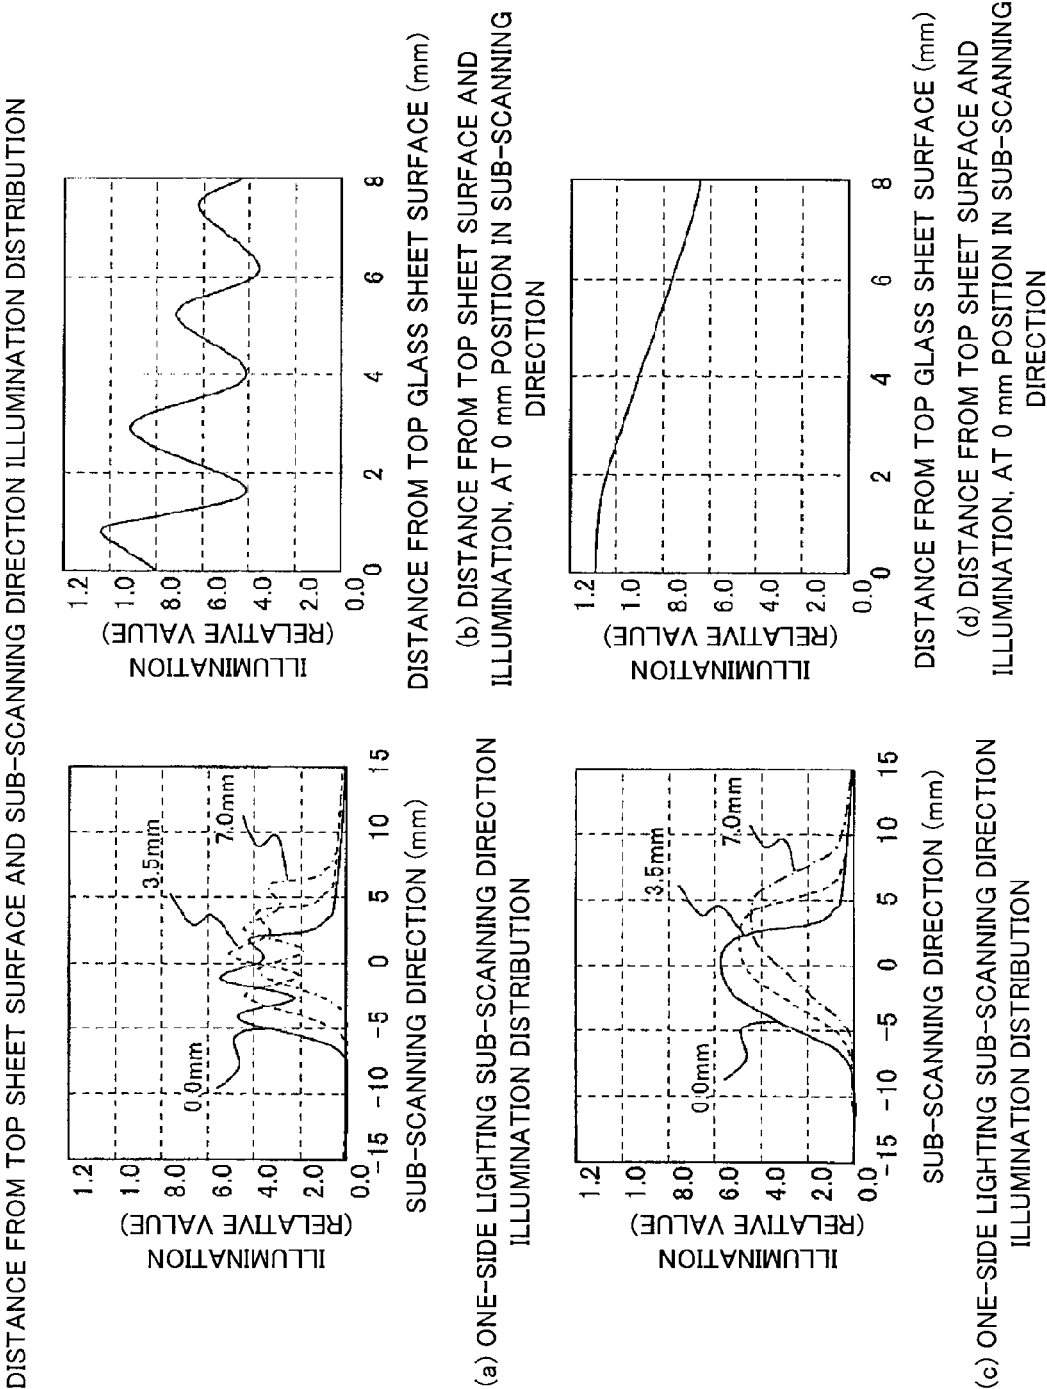 DISTANCE FROM TOP SHEET SURFACE AND SUB-SCANNING DIRECTION ILLUMINATION DISTRIBUTION
ILLUMINATION
(RELATIVE VALUE)
1.2
1.0
8.0
6.0
4.0
2.0
0.0
0.0mm
3.5mm
7.0mm
-15
-10
-5
0
5
10
15
SUB-SCANNING DIRECTION (mm)
(a) ONE-SIDE LIGHTING SUB-SCANNING DIRECTION
ILLUMINATION DISTRIBUTION
ILLUMINATION
(RELATIVE VALUE)
1.2
1.0
8.0
6.0
4.0
2.0
0.0
0
2
4
6
8
DISTANCE FROM TOP GLASS SHEET SURFACE (mm)
(b) DISTANCE FROM TOP SHEET SURFACE AND
ILLUMINATION, AT 0 mm POSITION IN SUB-SCANNING
DIRECTION
ILLUMINATION
(RELATIVE VALUE)
1.2
1.0
8.0
6.0
4.0
2.0
0.0
0.0mm
3.5mm
7.0mm
-15
-10
-5
0
5
10
15
SUB-SCANNING DIRECTION (mm)
(c) ONE-SIDE LIGHTING SUB-SCANNING DIRECTION
ILLUMINATION DISTRIBUTION
ILLUMINATION
(RELATIVE VALUE)
1.2
1.0
8.0
6.0
4.0
2.0
0.0
0
2
4
6
8
DISTANCE FROM TOP GLASS SHEET SURFACE (mm)
(d) DISTANCE FROM TOP SHEET SURFACE AND
ILLUMINATION, AT 0 mm POSITION IN SUB-SCANNING
DIRECTION